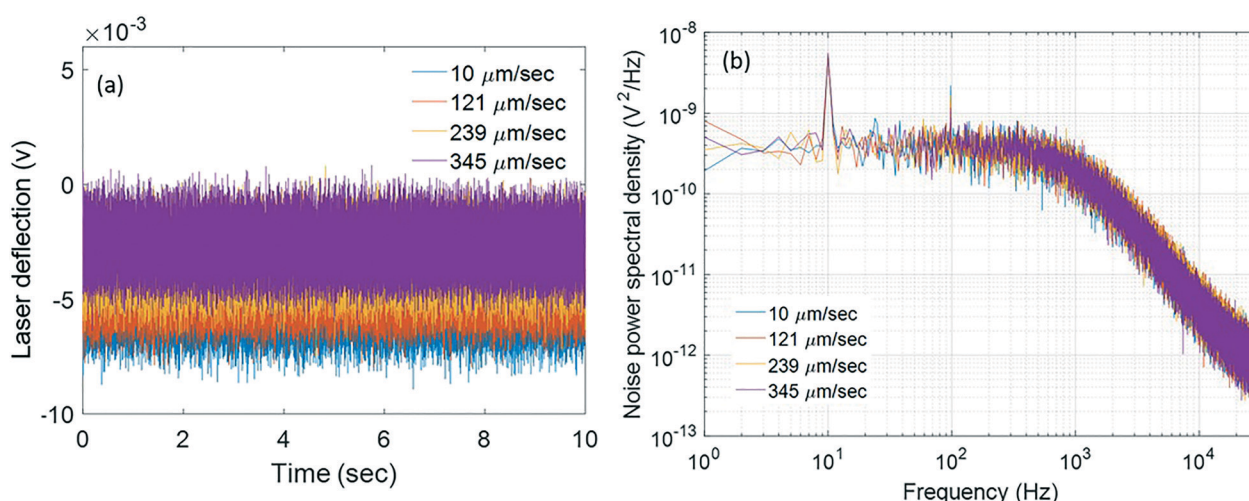 ×10⁻³
(a)
10 μm/sec
121 μm/sec
239 μm/sec
345 μm/sec
5
0
-5
-10
Laser deflection (v)
0 2 4 6 8 10
Time (sec)
(b)
10⁻⁸
10⁻⁹
10⁻¹⁰
10⁻¹¹
10⁻¹²
10⁻¹³
Noise power spectral density (V²/Hz)
10 μm/sec
121 μm/sec
239 μm/sec
345 μm/sec
10⁰ 10¹ 10² 10³ 10⁴
Frequency (Hz)